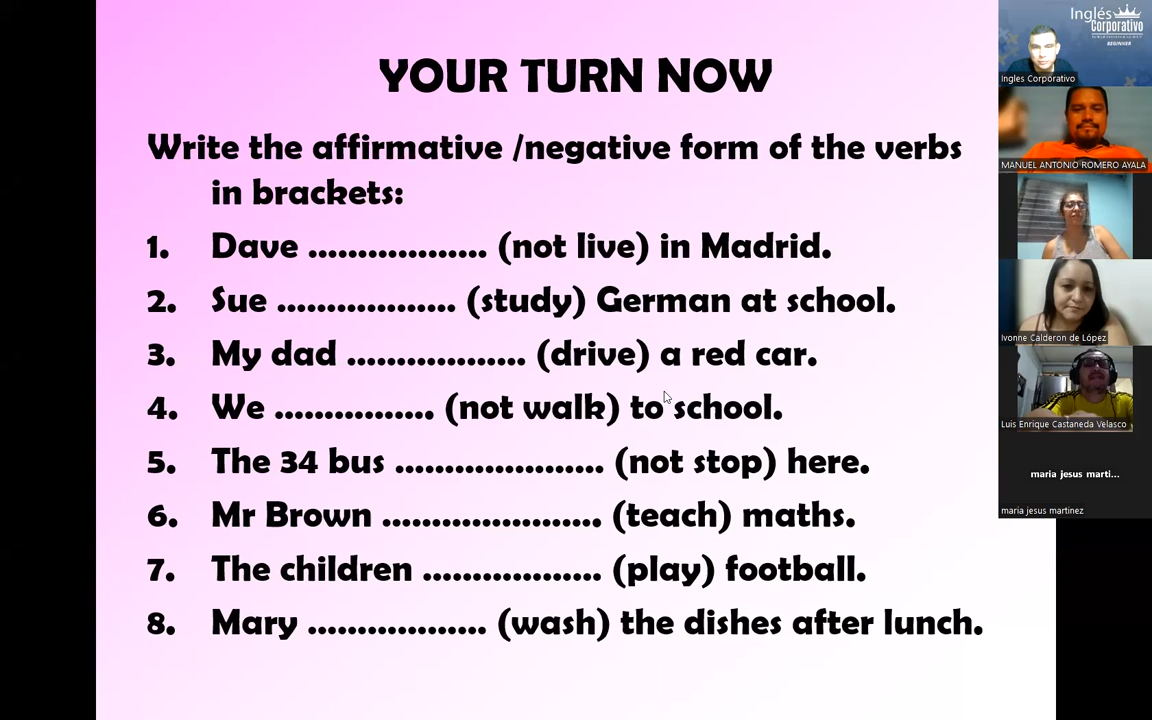 YOUR TURN NOW
Write the affirmative /negative form of the verbs
in brackets:
1. Dave .................. (not live) in Madrid.
2. Sue .................. (study) German at school.
3. My dad .................. (drive) a red car.
4. We ................ (not walk) to school.
5. The 34 bus ..................... (not stop) here.
6. Mr Brown ...................... (teach) maths.
7. The children .................. (play) football.
8. Mary .................. (wash) the dishes after lunch.
Inglés
Corporativo
BEGINNER
Ingles Corporativo
MANUEL ANTONIO ROMERO AYALA
Ivonne Calderon de López
Luis Enrique Castaneda Velasco
maria jesus marti...
maria jesus martinez